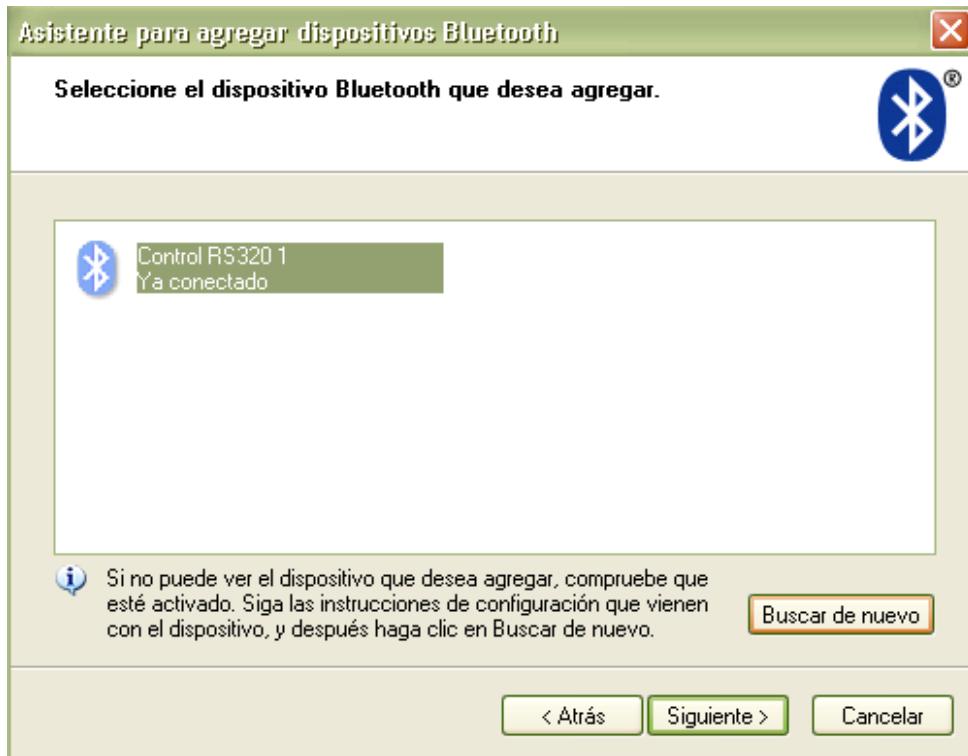 Asistente para agregar dispositivos Bluetooth
Seleccione el dispositivo Bluetooth que desea agregar.
®
Control RS320 1
Ya conectado
Si no puede ver el dispositivo que desea agregar, compruebe que
esté activado. Siga las instrucciones de configuración que vienen
con el dispositivo, y después haga clic en Buscar de nuevo.
Buscar de nuevo
< Atrás
Siguiente >
Cancelar